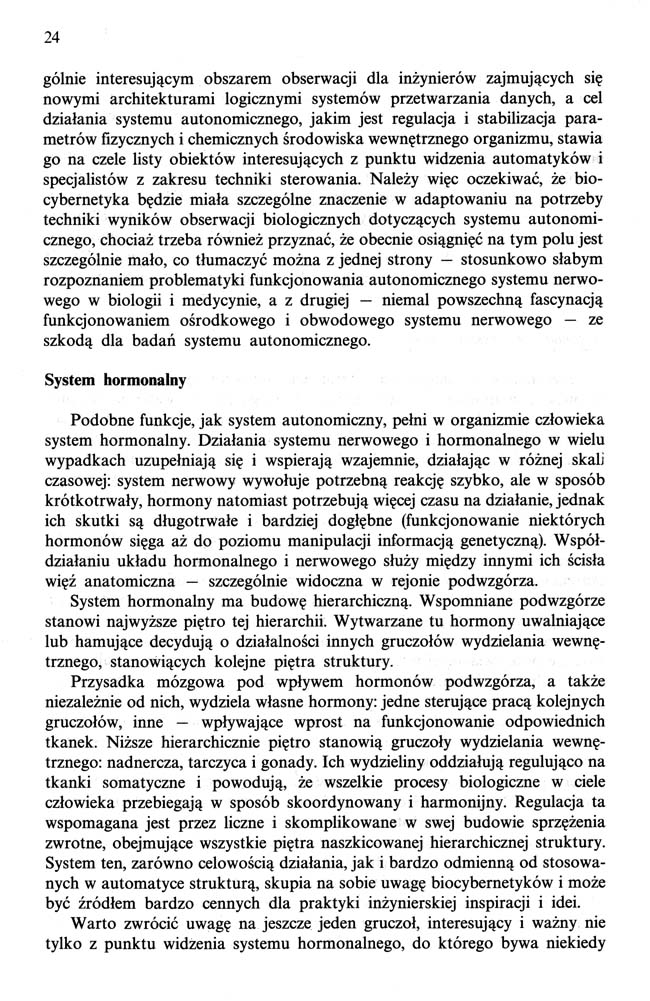 24
gólnie interesującym obszarem obserwacji dla inżynierów zajmujących się
nowymi architekturami logicznymi systemów przetwarzania danych, a cel
działania systemu autonomicznego, jakim jest regulacja i stabilizacja para-
metrów fizycznych i chemicznych środowiska wewnętrznego organizmu, stawia
go na czele listy obiektów interesujących z punktu widzenia automatyków i
specjalistów z zakresu techniki sterowania. Należy więc oczekiwać, że bio-
cybernetyka będzie miała szczególne znaczenie w adaptowaniu na potrzeby
techniki wyników obserwacji biologicznych dotyczących systemu autonomi-
cznego, chociaż trzeba również przyznać, że obecnie osiągnięć na tym polu jest
szczególnie mało, co tłumaczyć można z jednej strony — stosunkowo słabym
rozpoznaniem problematyki funkcjonowania autonomicznego systemu nerwo-
wego w biologii i medycynie, a z drugiej — niemal powszechną fascynacją
funkcjonowaniem ośrodkowego i obwodowego systemu nerwowego — ze
szkodą dla badań systemu autonomicznego.
System hormonalny
Podobne funkcje, jak system autonomiczny, pełni w organizmie człowieka
system hormonalny. Działania systemu nerwowego i hormonalnego w wielu
wypadkach uzupełniają się i wspierają wzajemnie, działając w różnej skali
czasowej: system nerwowy wywołuje potrzebną reakcję szybko, ale w sposób
krótkotrwały, hormony natomiast potrzebują więcej czasu na działanie, jednak
ich skutki są długotrwałe i bardziej dogłębne (funkcjonowanie niektórych
hormonów sięga aż do poziomu manipulacji informacją genetyczną). Współ-
działaniu układu hormonalnego i nerwowego służy między innymi ich ścisła
więź anatomiczna — szczególnie widoczna w rejonie podwzgórza.
System hormonalny ma budowę hierarchiczną. Wspomniane podwzgórze
stanowi najwyższe piętro tej hierarchii. Wytwarzane tu hormony uwalniające
lub hamujące decydują o działalności innych gruczołów wydzielania wewnę-
trznego, stanowiących kolejne piętra struktury.
Przysadka mózgowa pod wpływem hormonów podwzgórza, a także
niezależnie od nich, wydziela własne hormony: jedne sterujące pracą kolejnych
gruczołów, inne — wpływające wprost na funkcjonowanie odpowiednich
tkanek. Niższe hierarchicznie piętro stanowią gruczoły wydzielania wewnę-
trznego: nadnercza, tarczyca i gonady. Ich wydzieliny oddziałują regulująco na
tkanki somatyczne i powodują, że wszelkie procesy biologiczne w ciele
człowieka przebiegają w sposób skoordynowany i harmonijny. Regulacja ta
wspomagana jest przez liczne i skomplikowane w swej budowie sprzężenia
zwrotne, obejmujące wszystkie piętra naszkicowanej hierarchicznej struktury.
System ten, zarówno celowością działania, jak i bardzo odmienną od stosowa-
nych w automatyce strukturą, skupia na sobie uwagę biocybernetyków i może
być źródłem bardzo cennych dla praktyki inżynierskiej inspiracji i idei.
Warto zwrócić uwagę na jeszcze jeden gruczoł, interesujący i ważny nie
tylko z punktu widzenia systemu hormonalnego, do którego bywa niekiedy